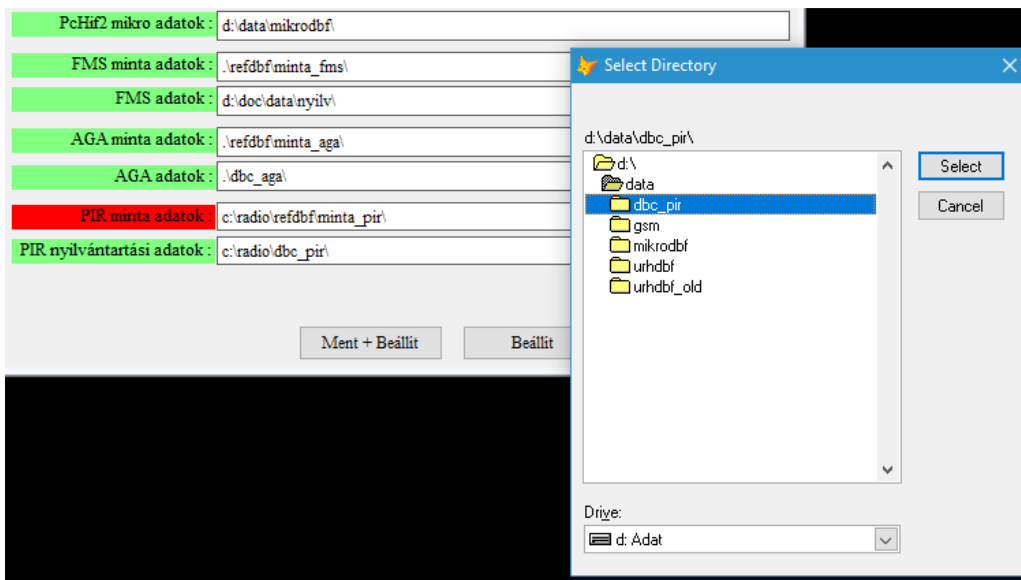 PcHif2 mikro adatok :
d:\data\mikrodbf\
FMS minta adatok :
.\refdbf\minta_fms\
FMS adatok :
d:\doc\data\nyilv\
AGA minta adatok :
.\refdbf\minta_aga\
AGA adatok :
.\dbc_aga\
PIR minta adatok :
c:\radio\refdbf\minta_pir\
PIR nyilvántartási adatok :
c:\radio\dbc_pir\
Ment + Beállit
Beállit
Select Directory
d:\data\dbc_pir\
d:\
data
dbc_pir
gsm
mikrodbf
urhdbf
urhdbf_old
Select
Cancel
Drive:
d: Adat